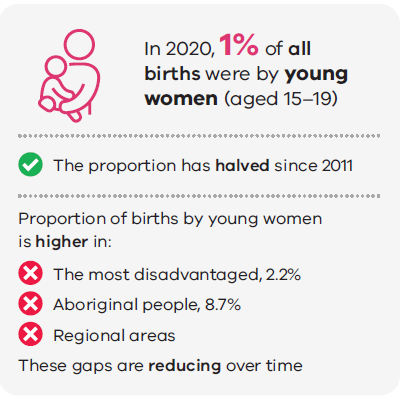 In 2020, 1% of all
births were by young
women (aged 15–19)
The proportion has halved since 2011
Proportion of births by young women
is higher in:
The most disadvantaged, 2.2%
Aboriginal people, 8.7%
Regional areas
These gaps are reducing over time